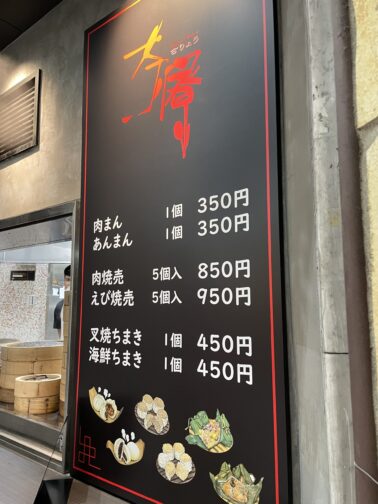 肉まん 1個 350円
あんまん 1個 350円
肉焼売 5個入 850円
えび焼売 5個入 950円
叉焼ちまき 1個 450円
海鮮ちまき 1個 450円